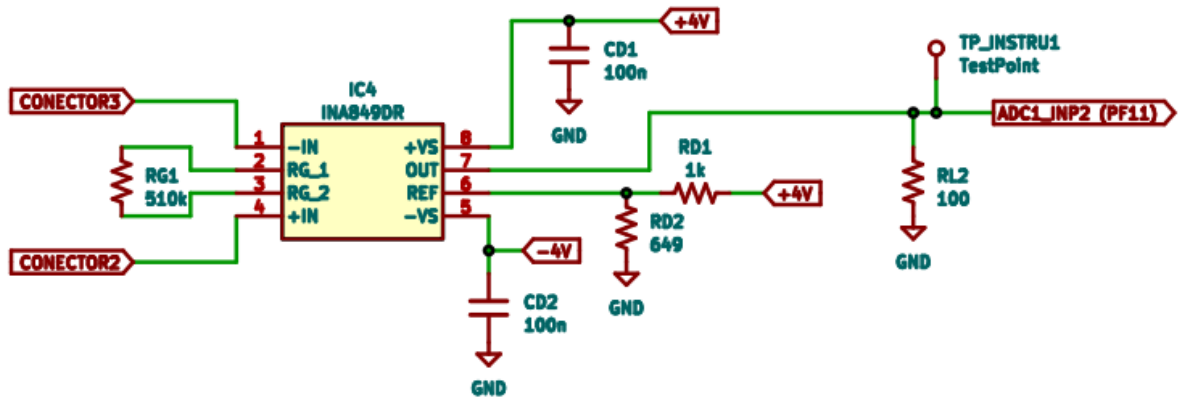 +4V
CD1
100n
GND
TP_INSTRU1
TestPoint
CONECTOR3
IC4
INA849DR
ADC1_INP2 (PF11)
1
-IN
+VS
8
2
RG_1
OUT
7
3
RG_2
REF
6
4
+IN
-VS
5
RG1
510k
RD1
1k
+4V
RD2
649
GND
RL2
100
GND
CONECTOR2
-4V
CD2
100n
GND